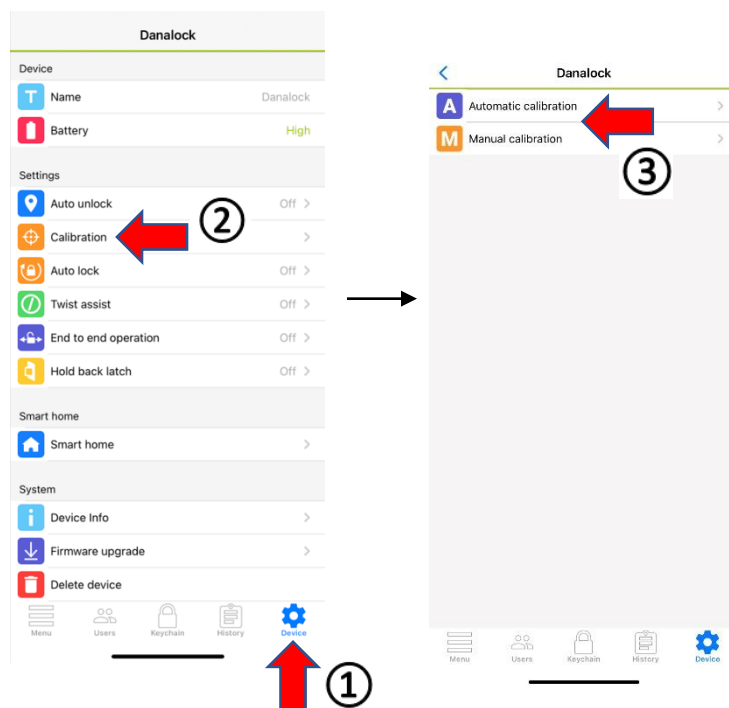 Danalock
Device
T Name Danalock
Battery High
Settings
Auto unlock Off
Calibration
②
Auto lock Off
Twist assist Off
End to end operation Off
Hold back latch Off
Smart home
Smart home
System
i Device Info
Firmware upgrade
Delete device
Menu Users Keychain History Device
①
Danalock
A Automatic calibration
M Manual calibration
③
Menu Users Keychain History Device